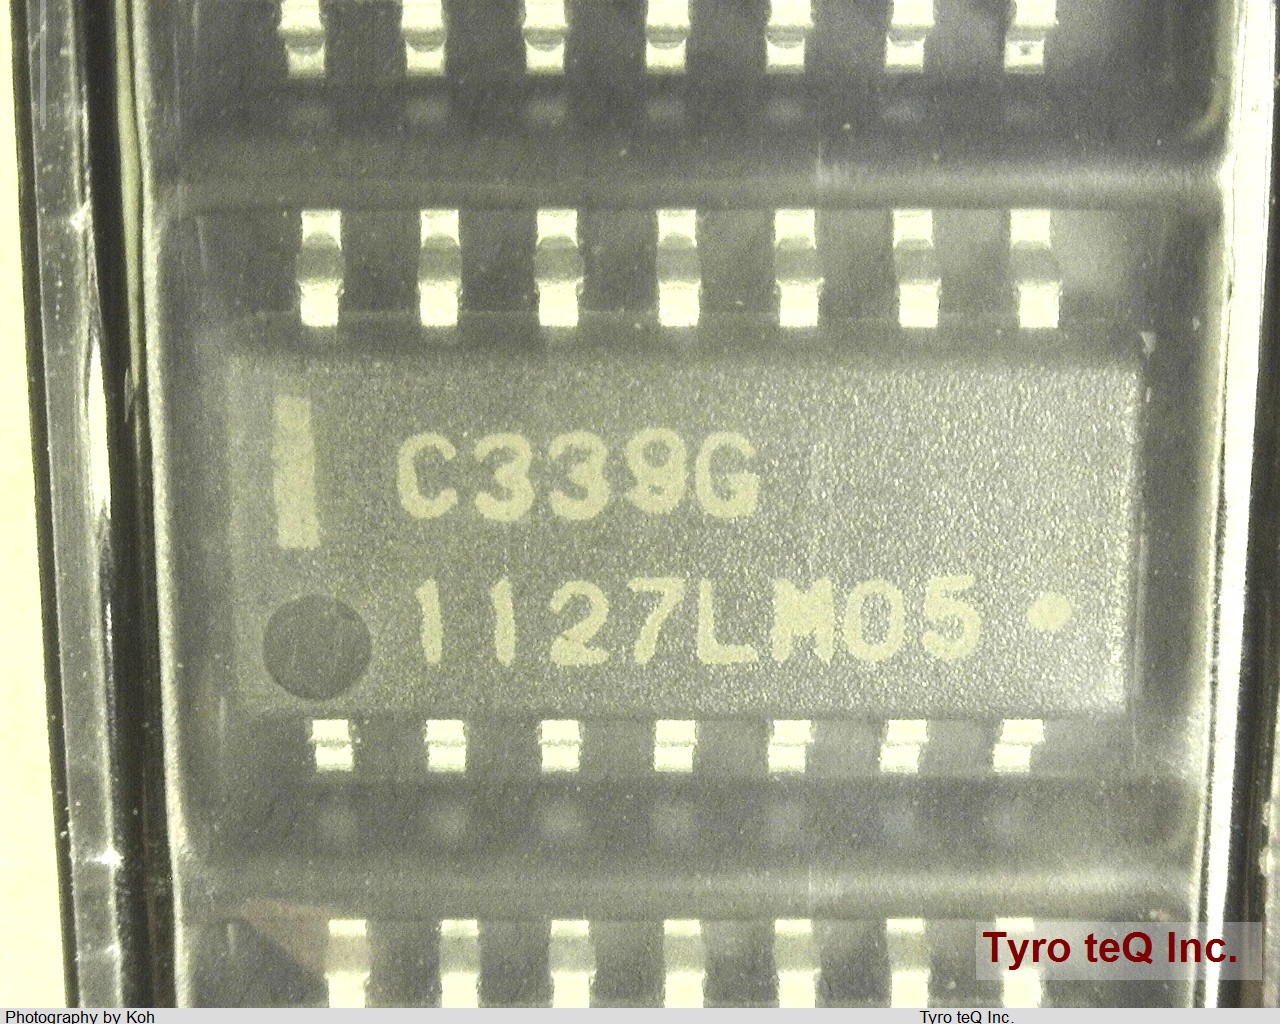 C339G
1127LM05
Tyro teQ Inc.
Photography by Koh
Tyro teQ Inc.